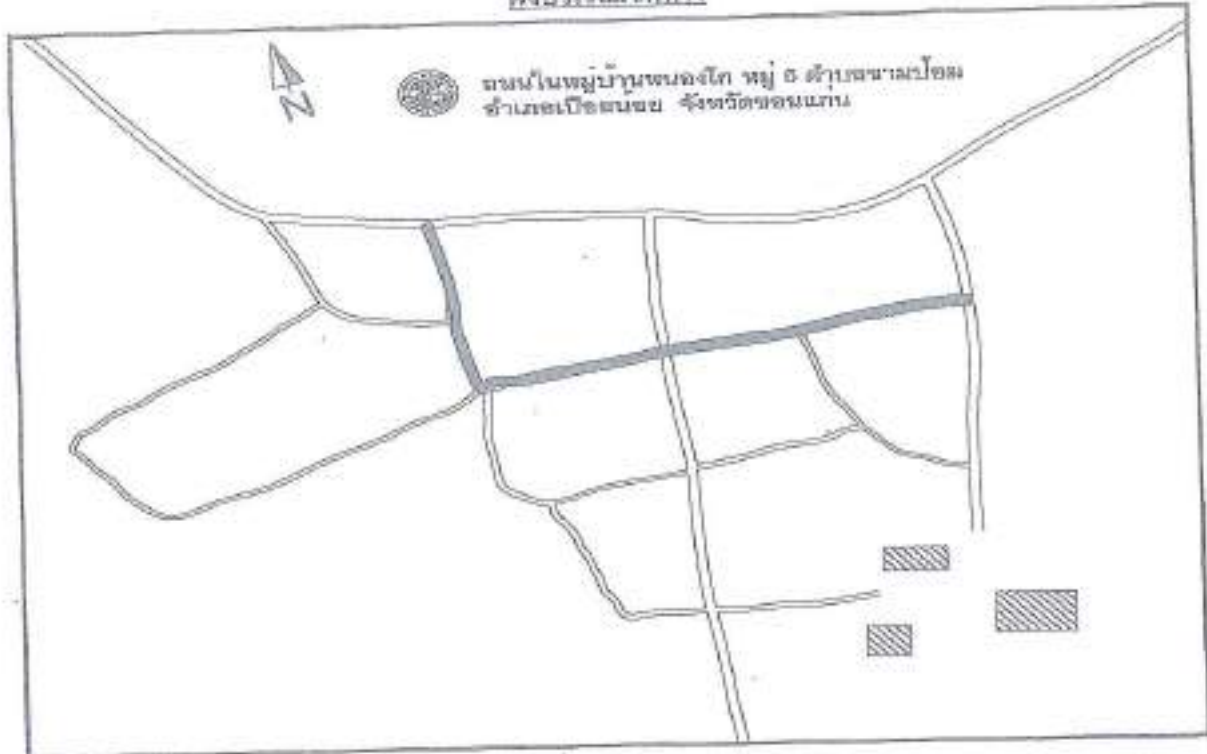 N
ถนนในหมู่บ้านหนองโก หมู่ 6 ตำบลขามป้อม
อำเภอเปือยน้อย จังหวัดขอนแก่น